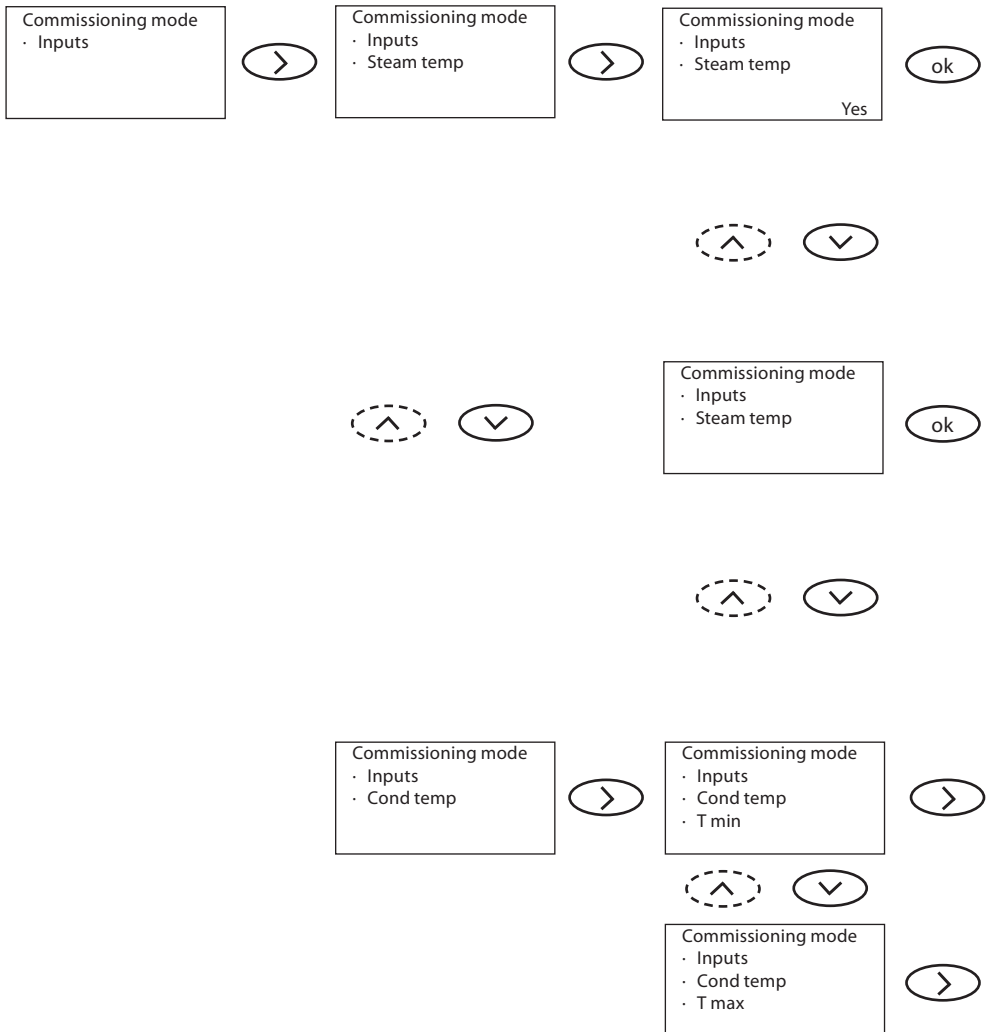 Commissioning mode
· Inputs
Commissioning mode
· Inputs
· Steam temp
Commissioning mode
· Inputs
· Steam temp
Yes
ok
Commissioning mode
· Inputs
· Steam temp
ok
Commissioning mode
· Inputs
· Cond temp
Commissioning mode
· Inputs
· Cond temp
· T min
Commissioning mode
· Inputs
· Cond temp
· T max